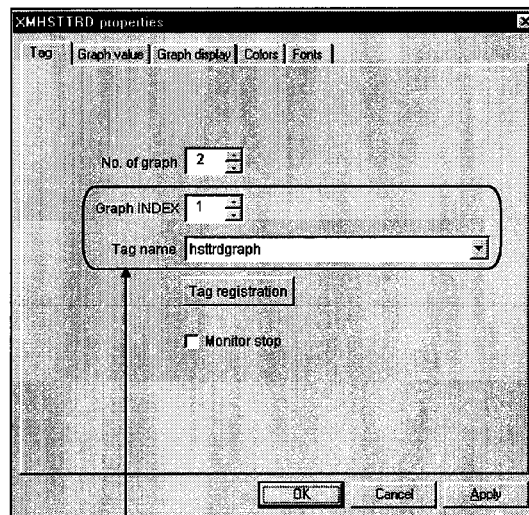 XMHSTTRD properties
Tag Graph value Graph display Colors Fonts
No. of graph 2
Graph INDEX 1
Tag name hsttrdgraph
Tag registration
Monitor stop
OK Cancel Apply